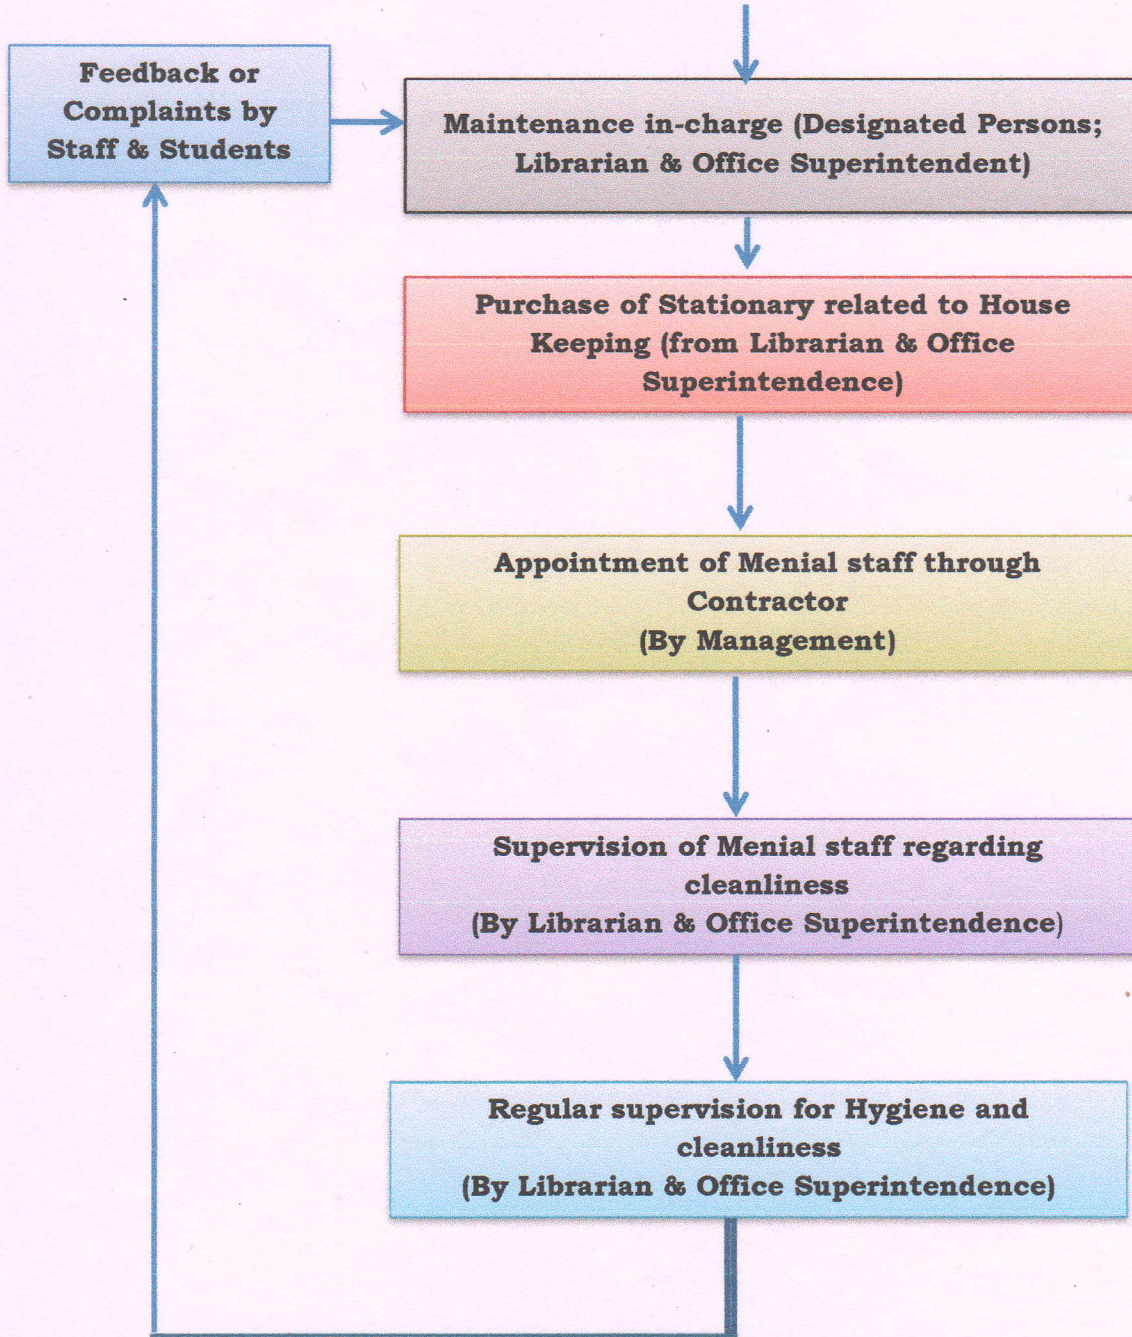 Feedback or
Complaints by
Staff & Students
Maintenance in-charge (Designated Persons;
Librarian & Office Superintendent)
Purchase of Stationary related to House
Keeping (from Librarian & Office
Superintendence)
Appointment of Menial staff through
Contractor
(By Management)
Supervision of Menial staff regarding
cleanliness
(By Librarian & Office Superintendence)
Regular supervision for Hygiene and
cleanliness
(By Librarian & Office Superintendence)